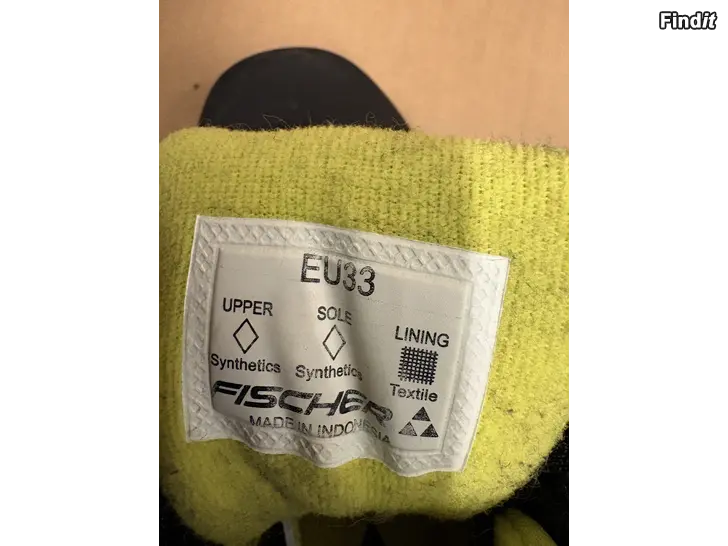 Findit
EU33
UPPER
Synthetics
SOLE
Synthetics
LINING
Textile
FISCHER
MADE IN INDONESIA